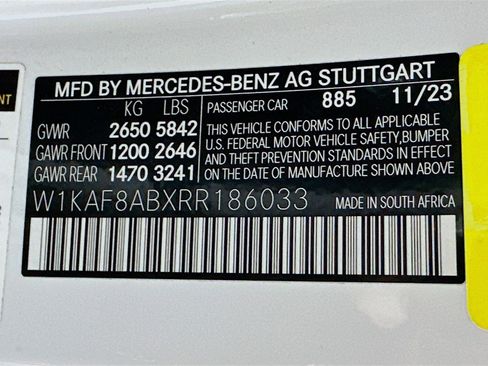 MFD BY MERCEDES-BENZ AG STUTTGART
KG LBS PASSENGER CAR 885 11/23
GVWR 2650 5842
GAWR FRONT 1200 2646
GAWR REAR 1470 3241
THIS VEHICLE CONFORMS TO ALL APPLICABLE
U.S. FEDERAL MOTOR VEHICLE SAFETY, BUMPER
AND THEFT PREVENTION STANDARDS IN EFFECT
ON THE DATE OF MANUFACTURE SHOWN ABOVE.
W1KAF8ABXRR186033 MADE IN SOUTH AFRICA